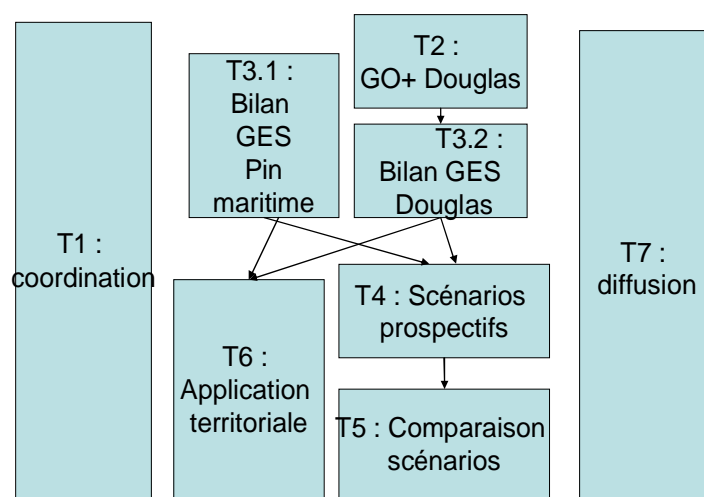 T1 :
coordination
T3.1 :
Bilan
GES
Pin
maritime
T2 :
GO+ Douglas
T3.2 :
Bilan GES
Douglas
T6 :
Application
territoriale
T4 : Scénarios
prospectifs
T5 : Comparaison
scénarios
T7 :
diffusion